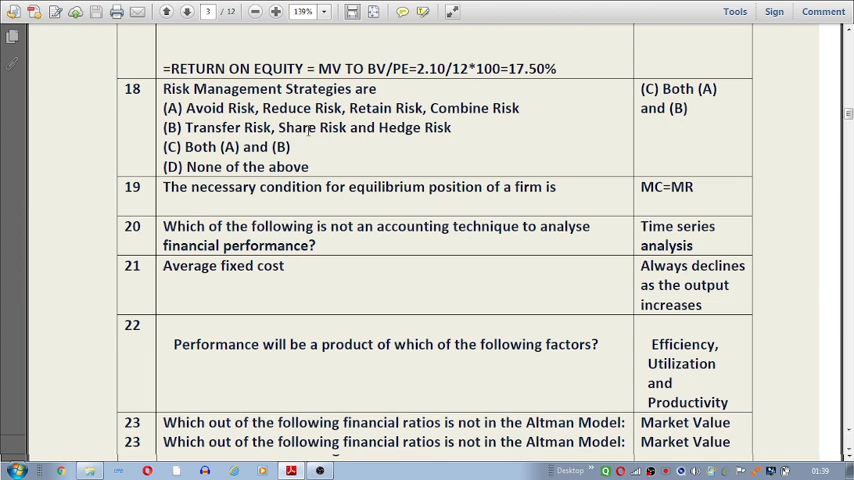 3 / 12
139%
Tools
Sign
Comment
=RETURN ON EQUITY = MV TO BV/PE=2.10/12*100=17.50%
18
Risk Management Strategies are
(A) Avoid Risk, Reduce Risk, Retain Risk, Combine Risk
(B) Transfer Risk, Share Risk and Hedge Risk
(C) Both (A) and (B)
(D) None of the above
(C) Both (A)
and (B)
19
The necessary condition for equilibrium position of a firm is
MC=MR
20
Which of the following is not an accounting technique to analyse
financial performance?
Time series
analysis
21
Average fixed cost
Always declines
as the output
increases
22
Performance will be a product of which of the following factors?
Efficiency,
Utilization
and
Productivity
23
Which out of the following financial ratios is not in the Altman Model:
Market Value
23
Which out of the following financial ratios is not in the Altman Model:
Market Value
Desktop
01:39